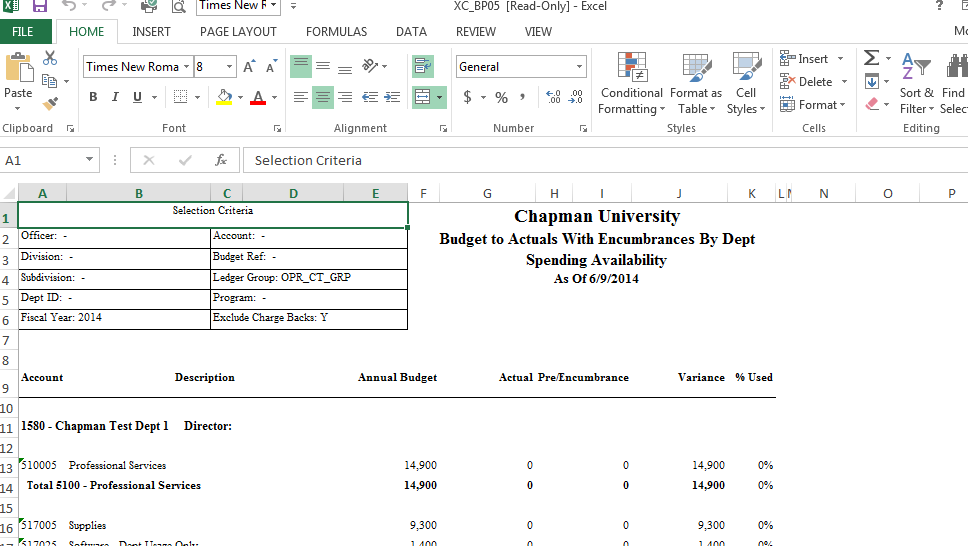 Times New R
XC_BP05 [Read-Only] - Excel
?
FILE HOME INSERT PAGE LAYOUT FORMULAS DATA REVIEW VIEW
Paste
Times New Roma 8
General
Conditional Formatting
Format as Table
Cell Styles
Insert
Delete
Format
Sort & Filter
Find
B I U A $ % ,
Clipboard Font Alignment Number Styles Cells Editing
A1 fx Selection Criteria
A B C D E F G H I J K L N O P
1 Selection Criteria Chapman University
2 Officer: - Account: - Budget to Actuals With Encumbrances By Dept
3 Division: - Budget Ref: - Spending Availability
4 Subdivision: - Ledger Group: OPR_CT_GRP As Of 6/9/2014
5 Dept ID: - Program: -
6 Fiscal Year: 2014 Exclude Charge Backs: Y
7
8
9 Account Description Annual Budget Actual Pre/Encumbrance Variance % Used
10
11 1580 - Chapman Test Dept 1 Director:
12
13 510005 Professional Services 14,900 0 0 14,900 0%
14 Total 5100 - Professional Services 14,900 0 0 14,900 0%
15
16 517005 Supplies 9,300 0 0 9,300 0%
517025 Software - Dept Usage Only 1,400 0 0 1,400 0%